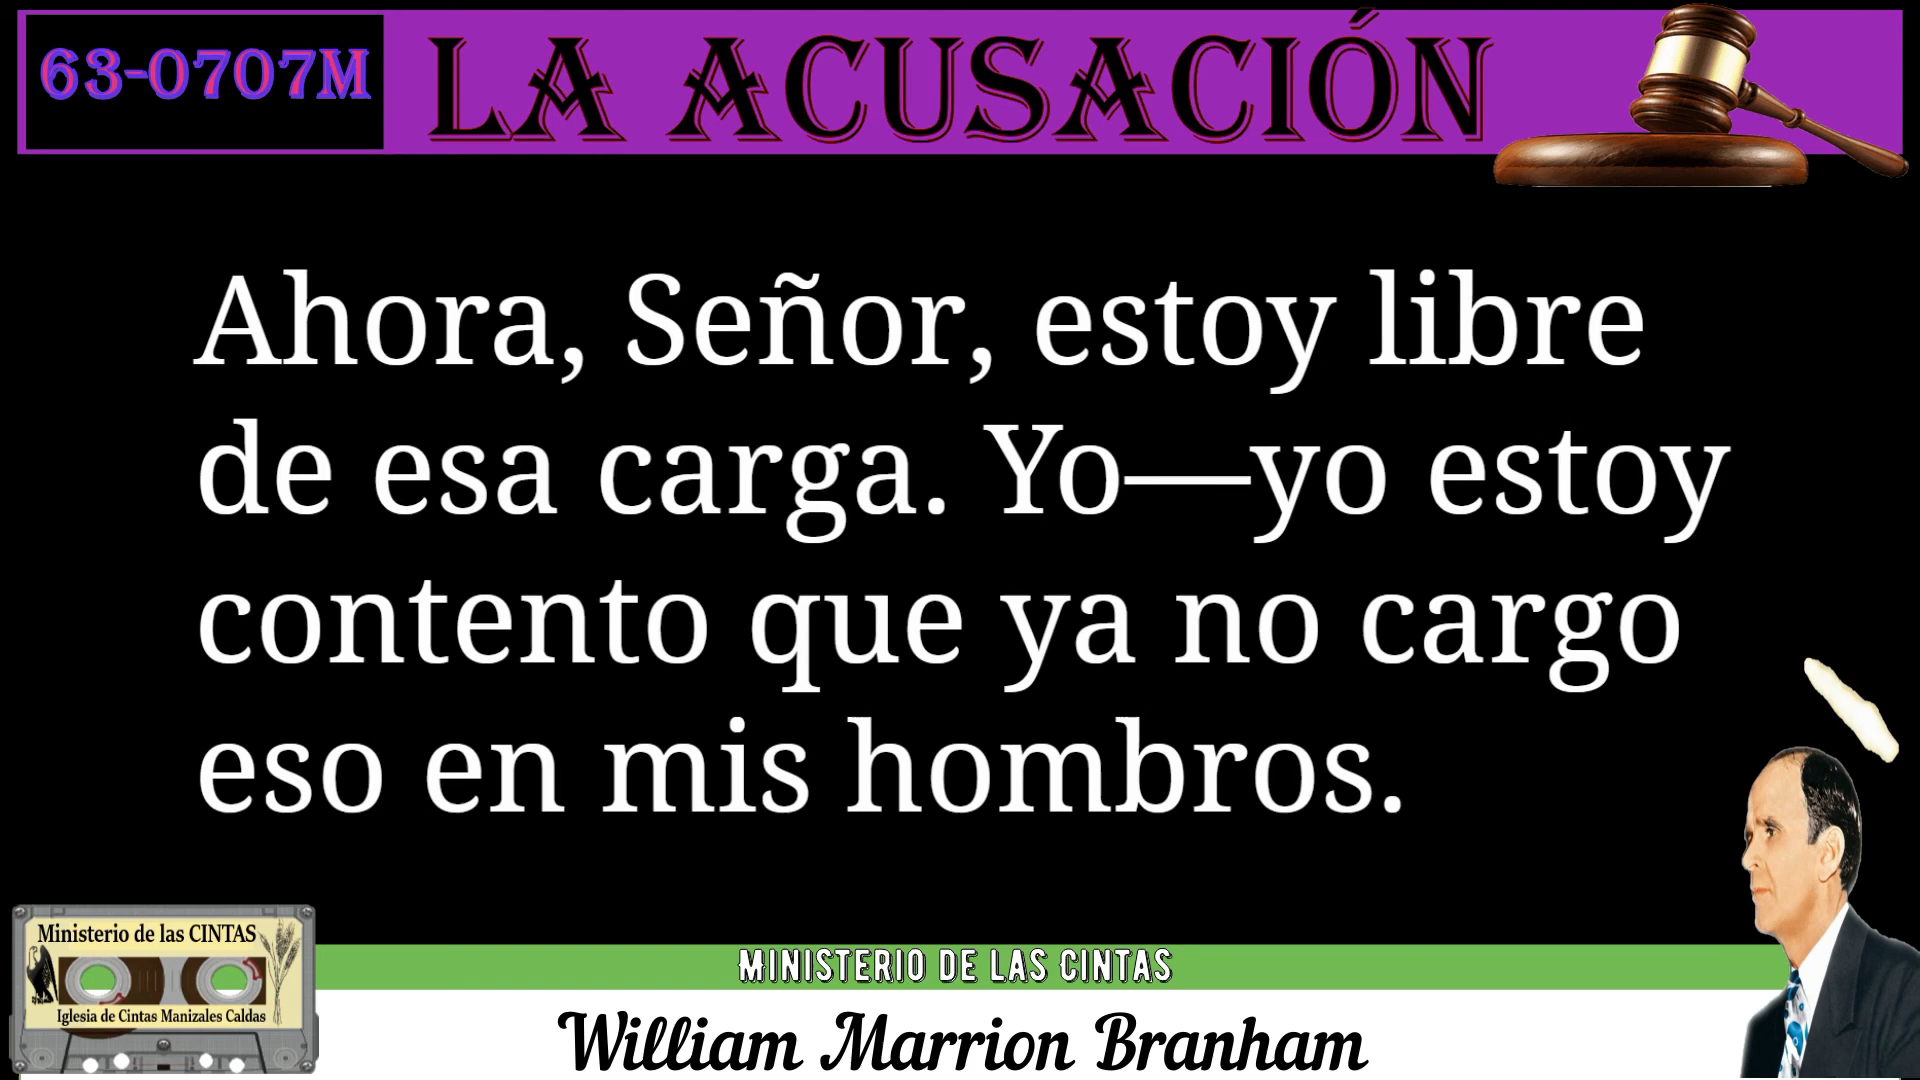 63-0707M
LA ACUSACIÓN
Ahora, Señor, estoy libre
de esa carga. Yo—yo estoy
contento que ya no cargo
eso en mis hombros.
Ministerio de las CINTAS
Iglesia de Cintas Manizales Caldas
MINISTERIO DE LAS CINTAS
William Marrion Branham